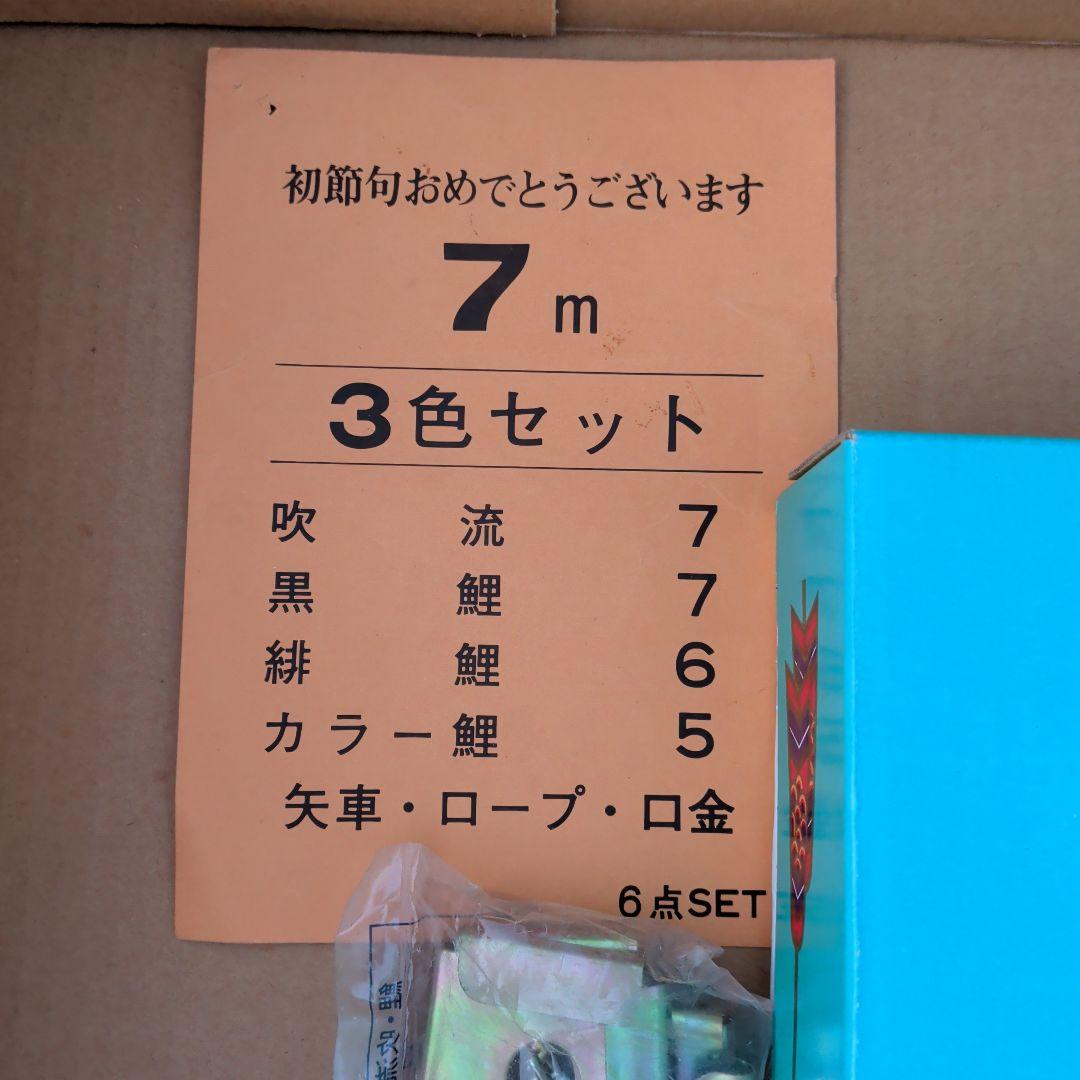 初節句おめでとうございます
7m
3色セット
吹流 7
黒鯉 7
緋鯉 6
カラー鯉 5
矢車・ロープ・口金
6点SET